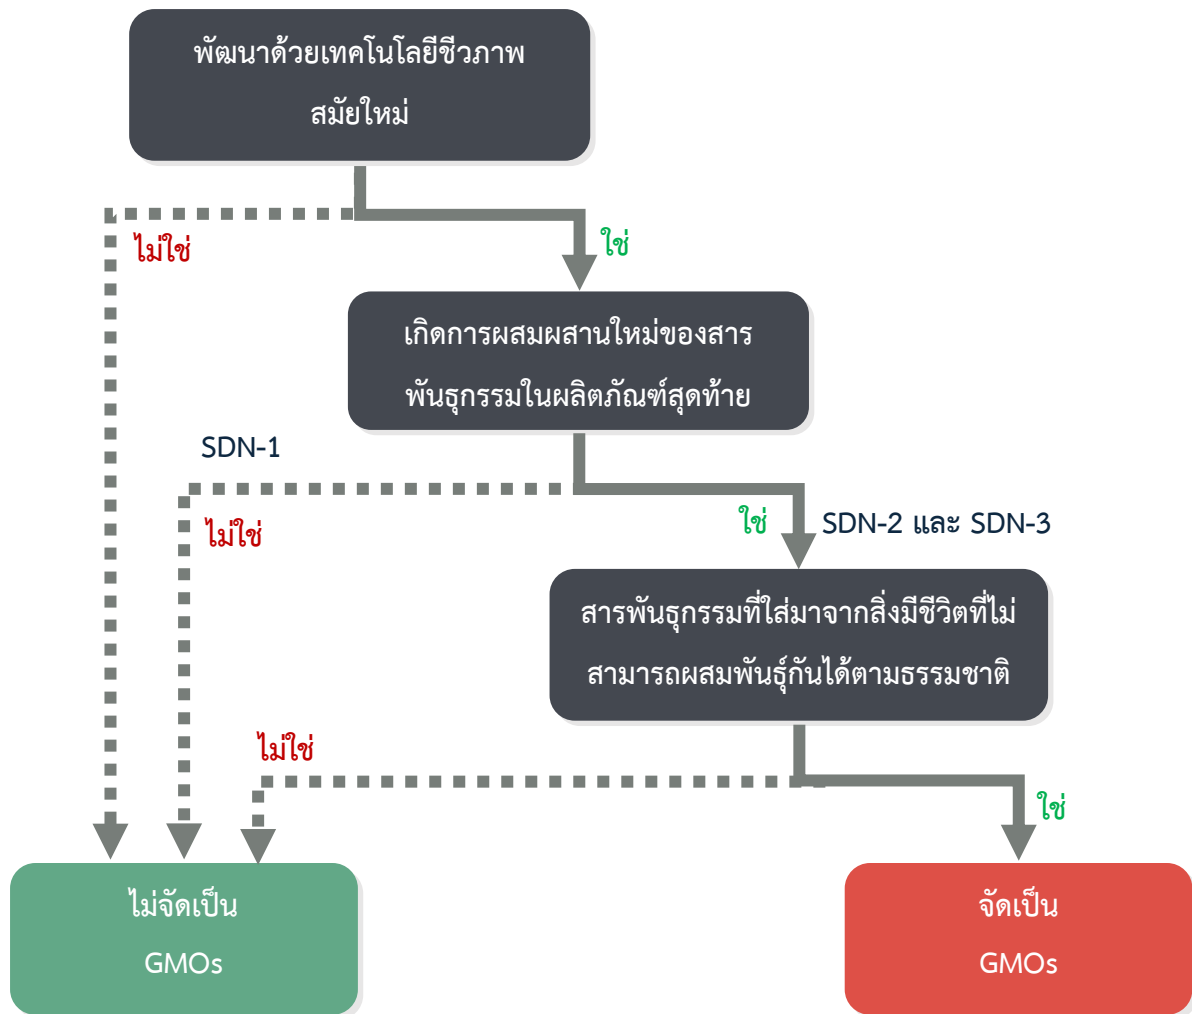 พัฒนาด้วยเทคโนโลยีชีวภาพ
สมัยใหม่
ไม่ใช่
ใช่
เกิดการผสมผสานใหม่ของสาร
พันธุกรรมในผลิตภัณฑ์สุดท้าย
SDN-1
ไม่ใช่
ใช่
SDN-2 และ SDN-3
สารพันธุกรรมที่ใส่มาจากสิ่งมีชีวิตที่ไม่
สามารถผสมพันธุ์กันได้ตามธรรมชาติ
ไม่ใช่
ใช่
ไม่จัดเป็น
GMOs
จัดเป็น
GMOs